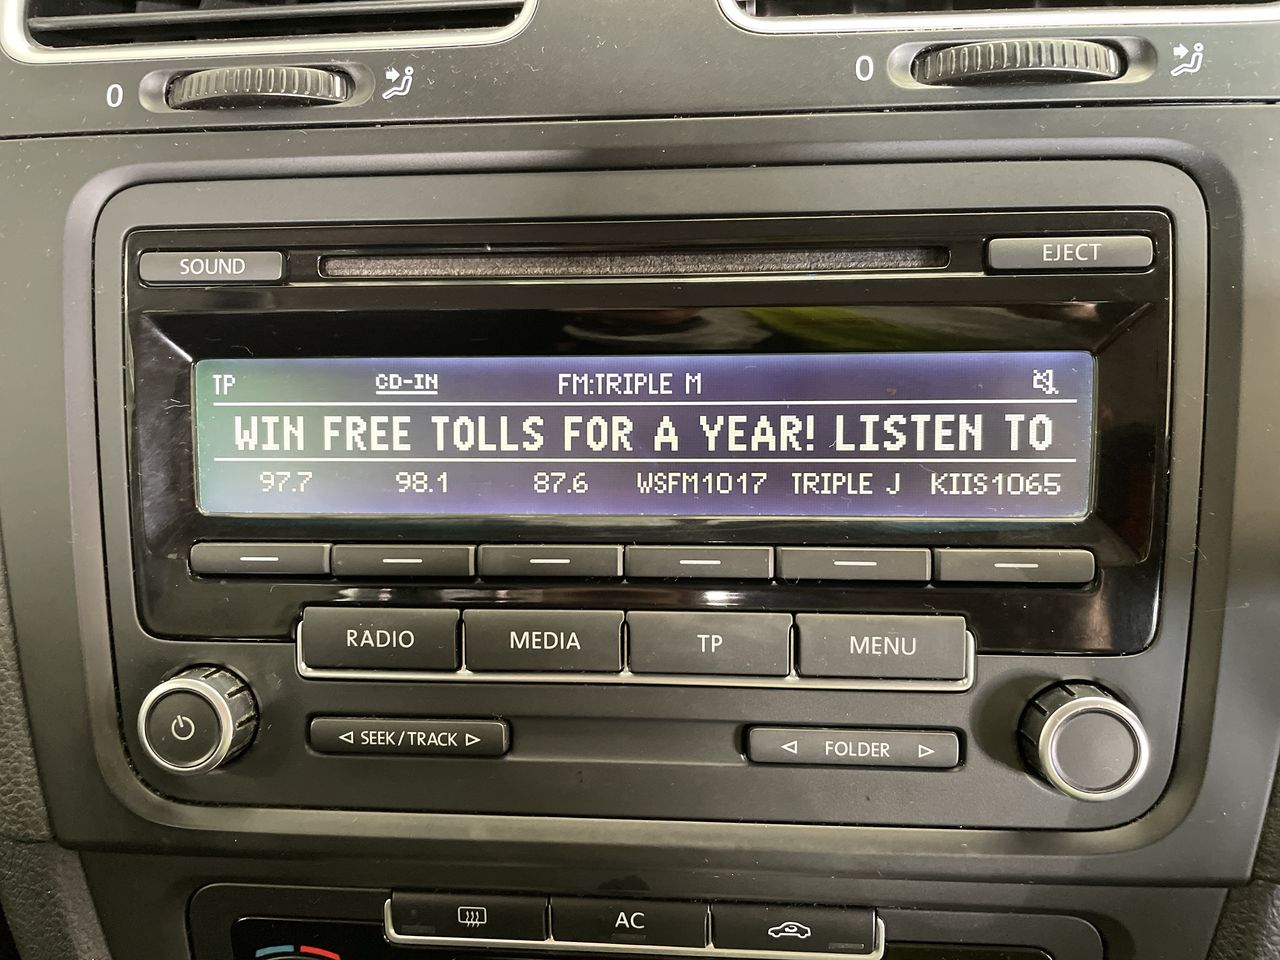 0 0
SOUND EJECT
TP CD-IN FM:TRIPLE M
WIN FREE TOLLS FOR A YEAR! LISTEN TO
97.7 98.1 87.6 WSFM1017 TRIPLE J KIIS1065
RADIO MEDIA TP MENU
SEEK/TRACK FOLDER
AC